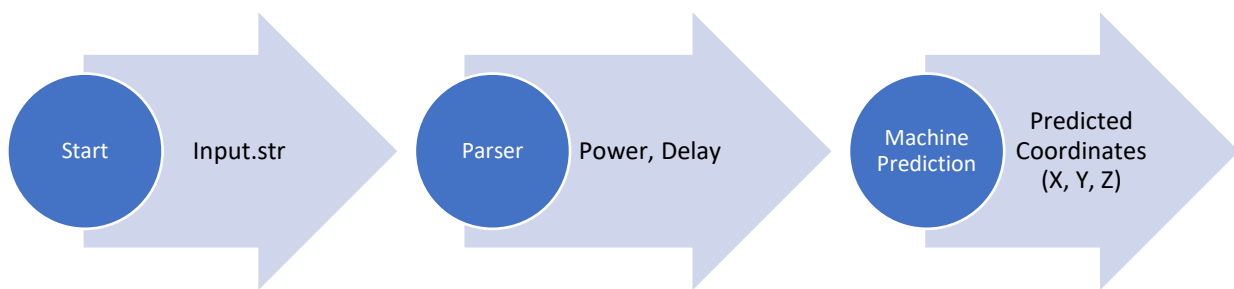 Start
Input.str
Parser
Power, Delay
Machine
Prediction
Predicted
Coordinates
(X, Y, Z)